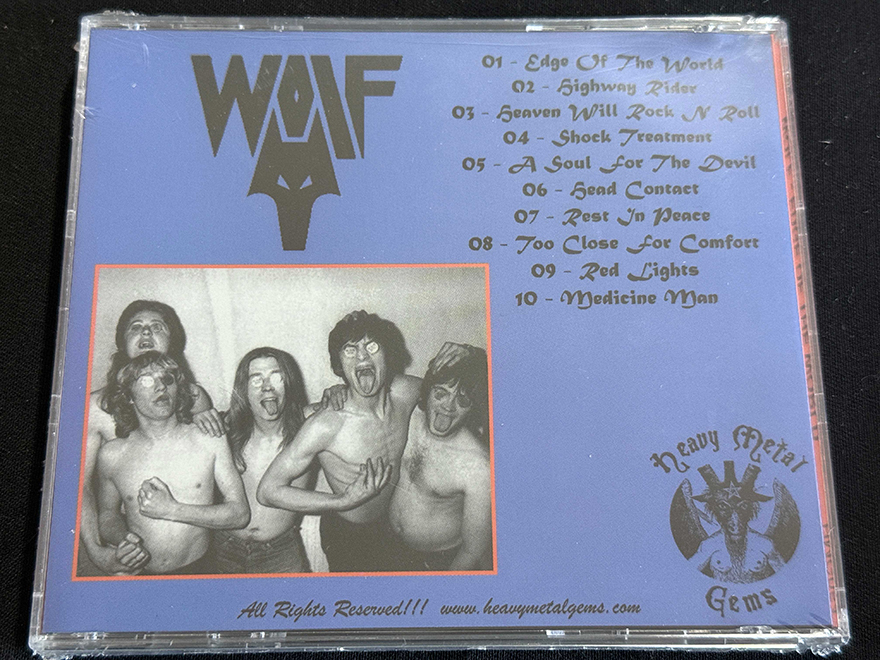 WOLF
01 - Edge Of The World
02 - Highway Rider
03 - Heaven Will Rock N Roll
04 - Shock Treatment
05 - A Soul For The Devil
06 - Head Contact
07 - Rest In Peace
08 - Too Close For Comfort
09 - Red Lights
10 - Medicine Man
Heavy Metal
Gems
All Rights Reserved!!! www.heavymetalgems.com